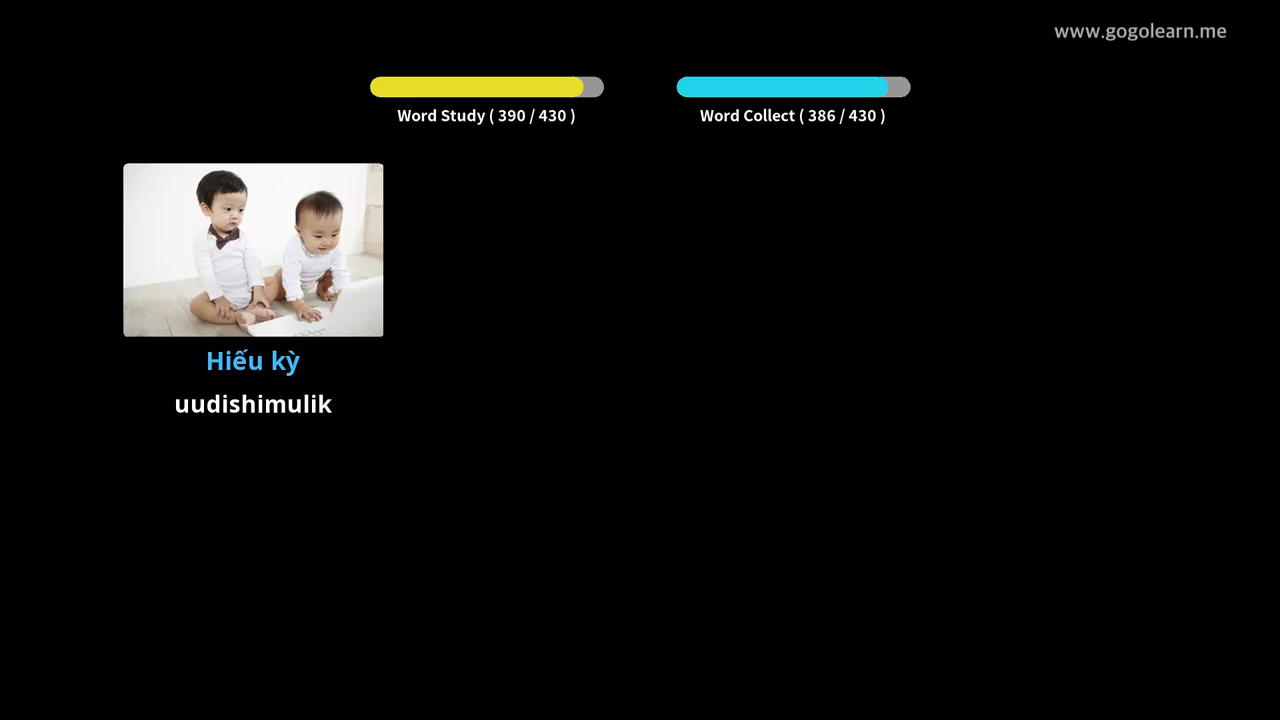 www.gogolearn.me
Word Study ( 390 / 430 )
Word Collect ( 386 / 430 )
Hiếu kỳ
uudishimulik